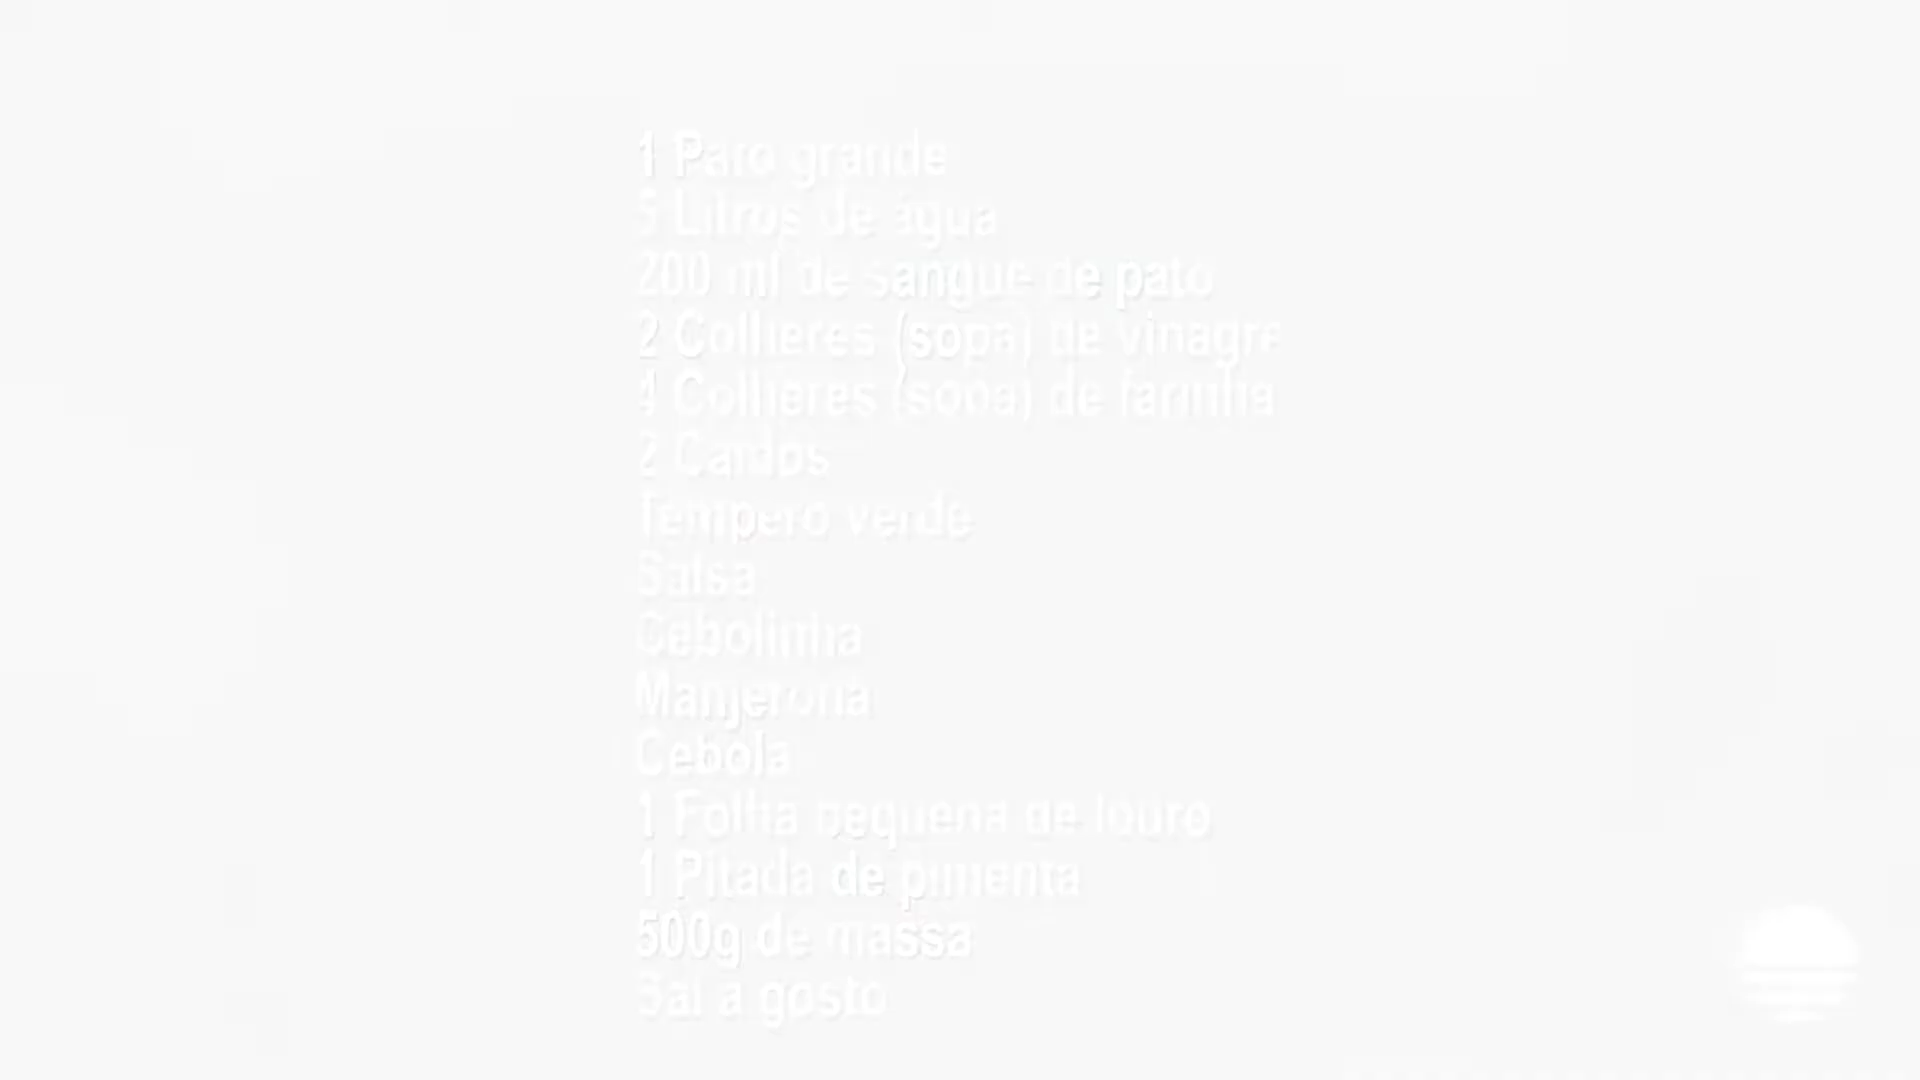 1 Pato grande
5 Litros de água
200 ml de sangue de pato
2 Colheres (sopa) de vinagre
4 Colheres (sopa) de farinha
2 Caldos
Tempero verde
Salsa
Cebolinha
Manjerona
Cebola
1 Folha pequena de louro
1 Pitada de pimenta
500g de massa
Sal a gosto